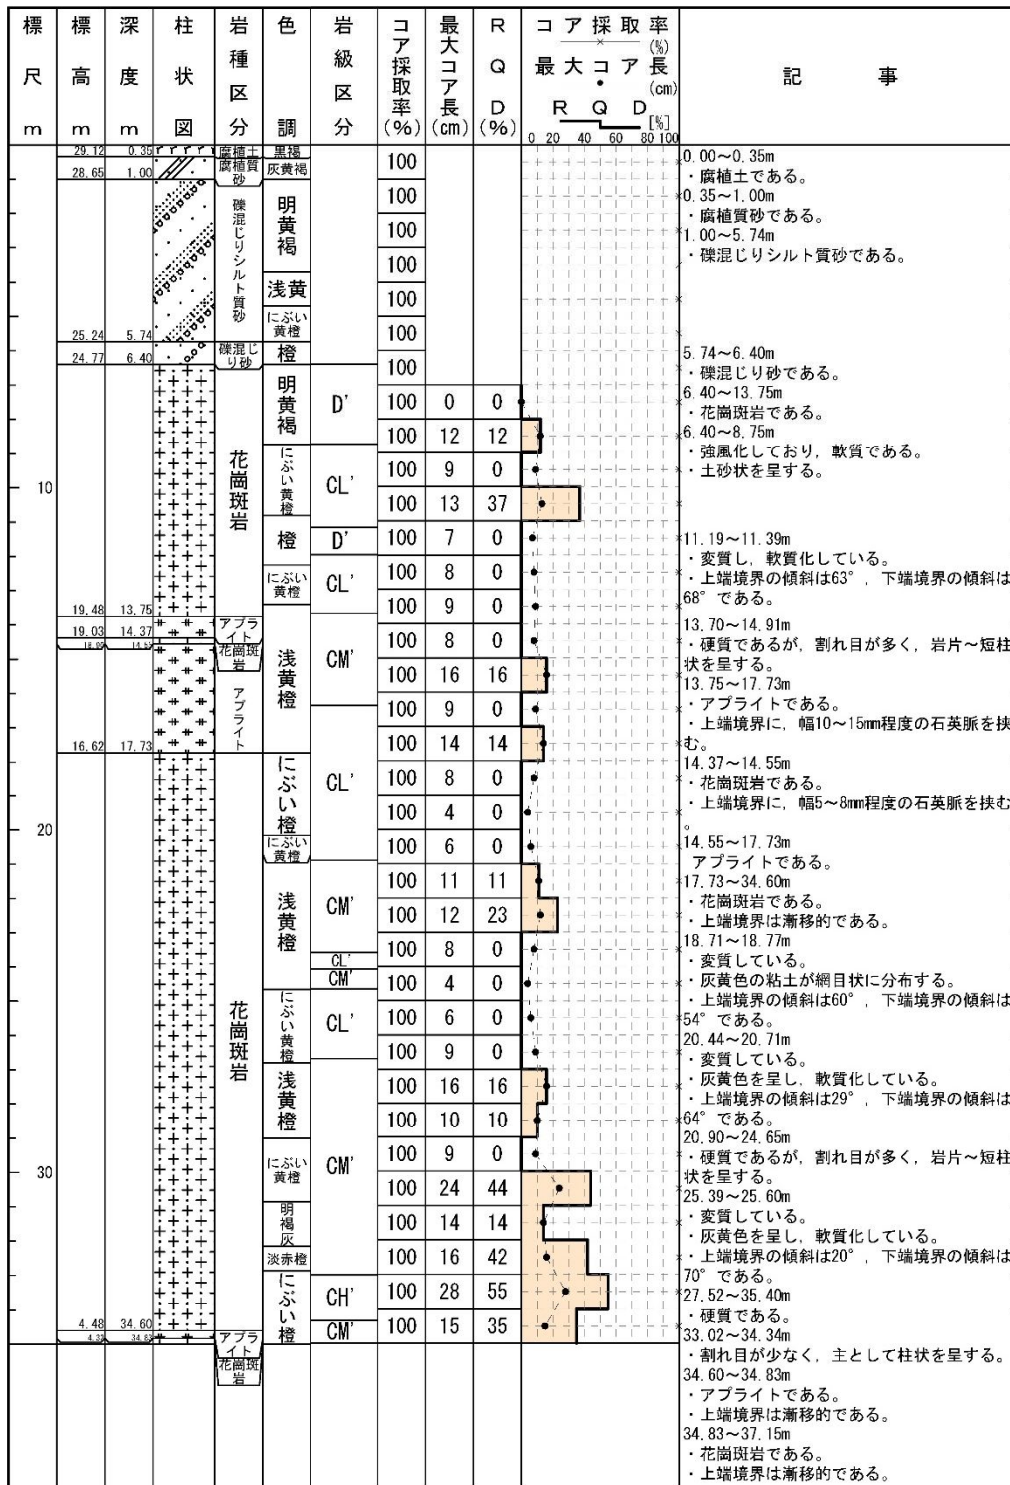 標尺m
標高m
深度m
柱状図
岩種区分
色調
岩級区分
コア採取率(%)
最大コア長(cm)
RQD(%)
コア採取率(%)
最大コア長(cm)
RQD[%]
0 20 40 60 80 100
記事
10
20
30
29.12 0.35
28.65 1.00
25.24 5.74
24.77 6.40
19.48 13.75
19.03 14.37
14.55
16.62 17.73
4.48 34.60
34.83
腐植土
腐植質砂
礫混じりシルト質砂
礫混じり砂
花崗斑岩
アプライト
花崗斑岩
アプライト
花崗斑岩
アプライト
花崗斑岩
黒褐
灰黄褐
明黄褐
浅黄
にぶい黄橙
橙
明黄褐
にぶい黄橙
橙
にぶい黄橙
浅黄橙
にぶい橙
にぶい黄橙
浅黄橙
にぶい黄橙
浅黄橙
にぶい黄橙
明褐灰
淡赤橙
にぶい橙
D'
CL'
D'
CL'
CM'
CL'
CM'
CL'
CM'
CL'
CM'
CH'
CM'
100
100
100
100
100
100
100
100 0 0
100 12 12
100 9 0
100 13 37
100 7 0
100 8 0
100 9 0
100 8 0
100 16 16
100 9 0
100 14 14
100 8 0
100 4 0
100 6 0
100 11 11
100 12 23
100 8 0
100 4 0
100 6 0
100 9 0
100 16 16
100 10 10
100 9 0
100 24 44
100 14 14
100 16 42
100 28 55
100 15 35
0.00～0.35m
・腐植土である。
0.35～1.00m
・腐植質砂である。
1.00～5.74m
・礫混じりシルト質砂である。
5.74～6.40m
・礫混じり砂である。
6.40～13.75m
・花崗斑岩である。
6.40～8.75m
・強風化しており，軟質である。
・土砂状を呈する。
11.19～11.39m
・変質し，軟質化している。
・上端境界の傾斜は63°，下端境界の傾斜は
68°である。
13.70～14.91m
・硬質であるが，割れ目が多く，岩片～短柱
状を呈する。
13.75～17.73m
・アプライトである。
・上端境界に，幅10～15mm程度の石英脈を挟
む。
14.37～14.55m
・花崗斑岩である。
・上端境界に，幅5～8mm程度の石英脈を挟む
。
14.55～17.73m
アプライトである。
17.73～34.60m
・花崗斑岩である。
・上端境界は漸移的である。
18.71～18.77m
・変質している。
・灰黄色の粘土が網目状に分布する。
・上端境界の傾斜は60°，下端境界の傾斜は
54°である。
20.44～20.71m
・変質している。
・灰黄色を呈し，軟質化している。
・上端境界の傾斜は29°，下端境界の傾斜は
64°である。
20.90～24.65m
・硬質であるが，割れ目が多く，岩片～短柱
状を呈する。
25.39～25.60m
・変質している。
・灰黄色を呈し，軟質化している。
・上端境界の傾斜は20°，下端境界の傾斜は
70°である。
27.52～35.40m
・硬質である。
33.02～34.34m
・割れ目が少なく，主として柱状を呈する。
34.60～34.83m
・アプライトである。
・上端境界は漸移的である。
34.83～37.15m
・花崗斑岩である。
・上端境界は漸移的である。